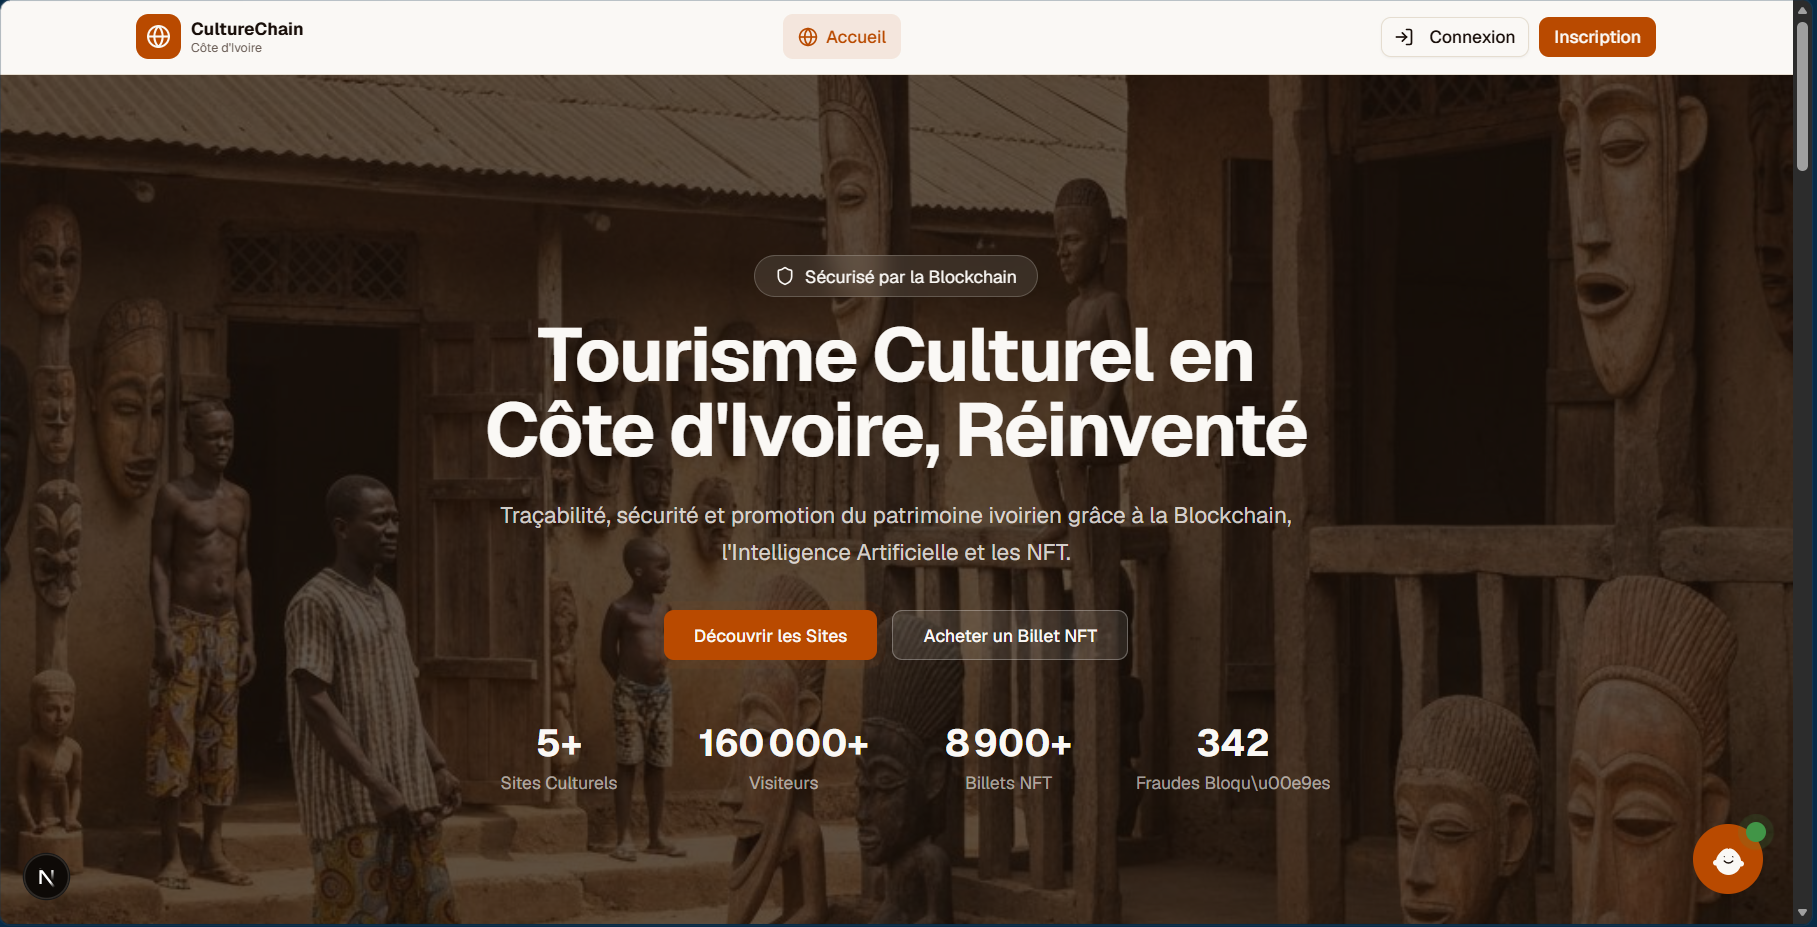 CultureChain
Côte d'Ivoire
Accueil
Connexion
Inscription
Sécurisé par la Blockchain
Tourisme Culturel en
Côte d'Ivoire, Réinventé
Traçabilité, sécurité et promotion du patrimoine ivoirien grâce à la Blockchain,
l'Intelligence Artificielle et les NFT.
Découvrir les Sites
Acheter un Billet NFT
5+
Sites Culturels
160 000+
Visiteurs
8 900+
Billets NFT
342
Fraudes Bloqu\u00e9es
N